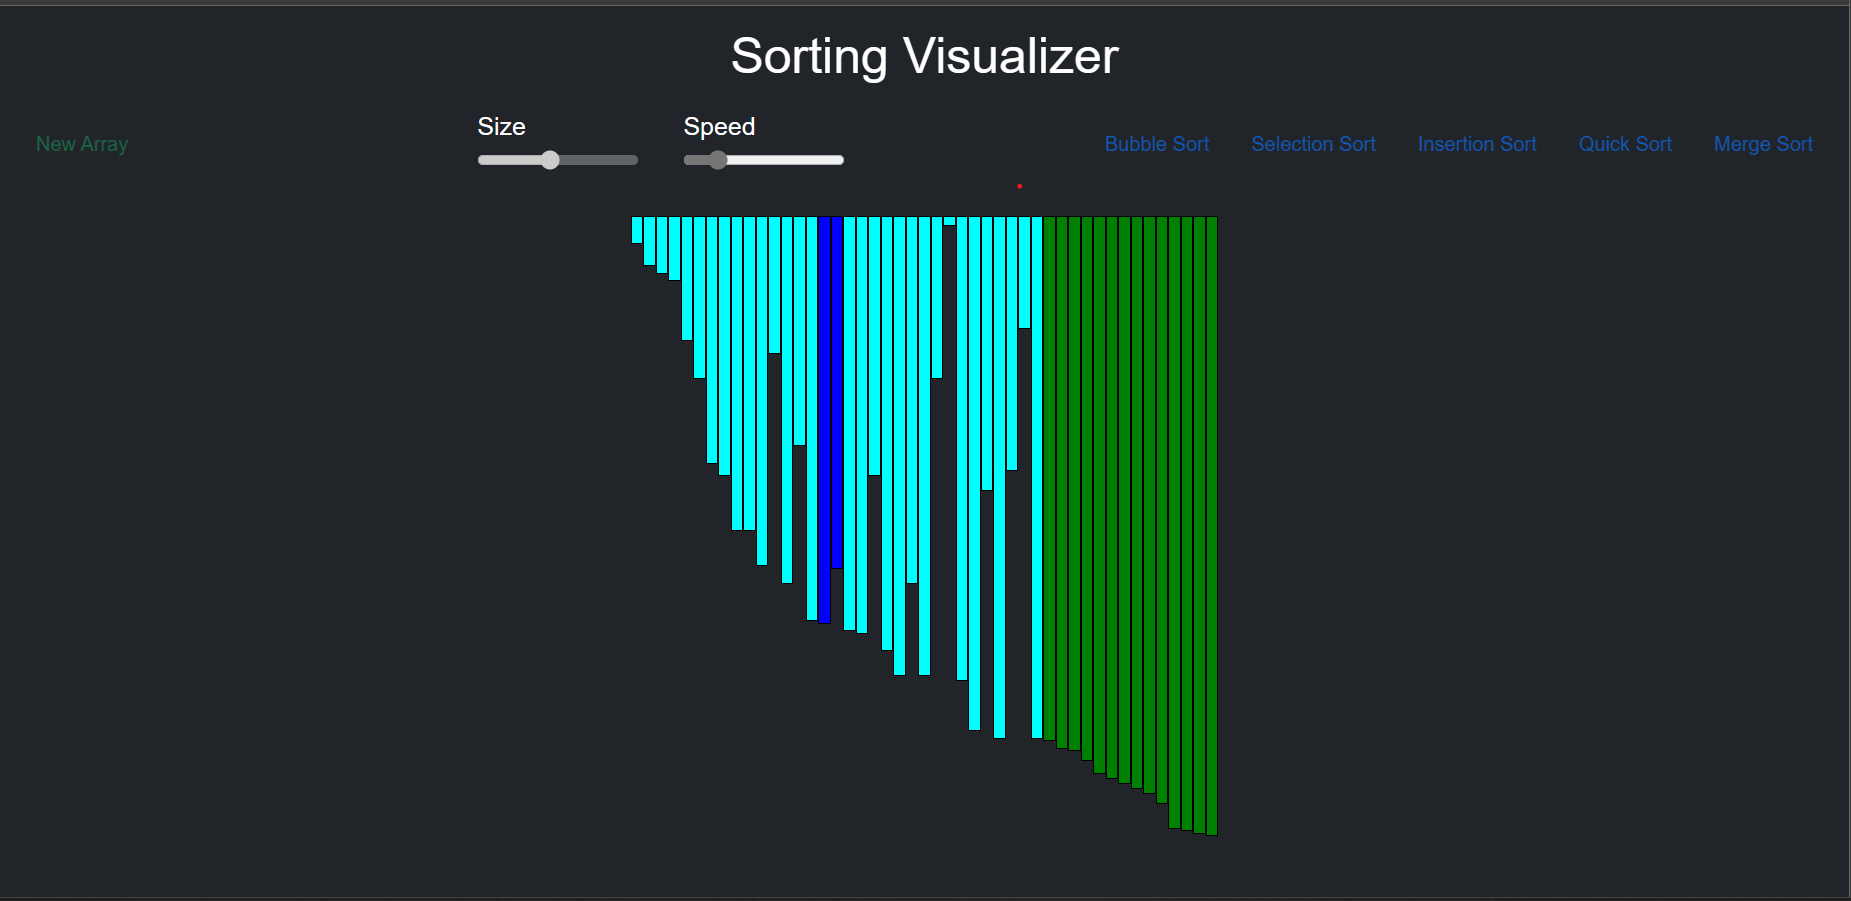 Sorting Visualizer
New Array
Size
Speed
Bubble Sort
Selection Sort
Insertion Sort
Quick Sort
Merge Sort